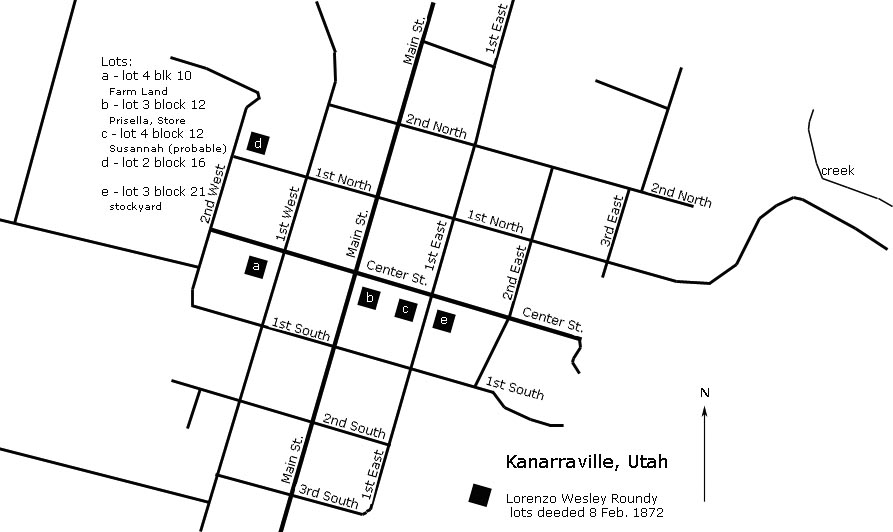 Main St.
1st East
Lots:
a - lot 4 blk 10
Farm Land
b - lot 3 block 12
Prisella, Store
c - lot 4 block 12
Susannah (probable)
d - lot 2 block 16
e - lot 3 block 21
stockyard
2nd North
d
creek
1st North
2nd North
2nd West
1st West
Main St.
1st East
1st North
3rd East
2nd East
a
Center St.
b
c
e
Center St.
1st South
1st South
N
2nd South
Main St.
1st East
3rd South
Kanarraville, Utah
Lorenzo Wesley Roundy
lots deeded 8 Feb. 1872